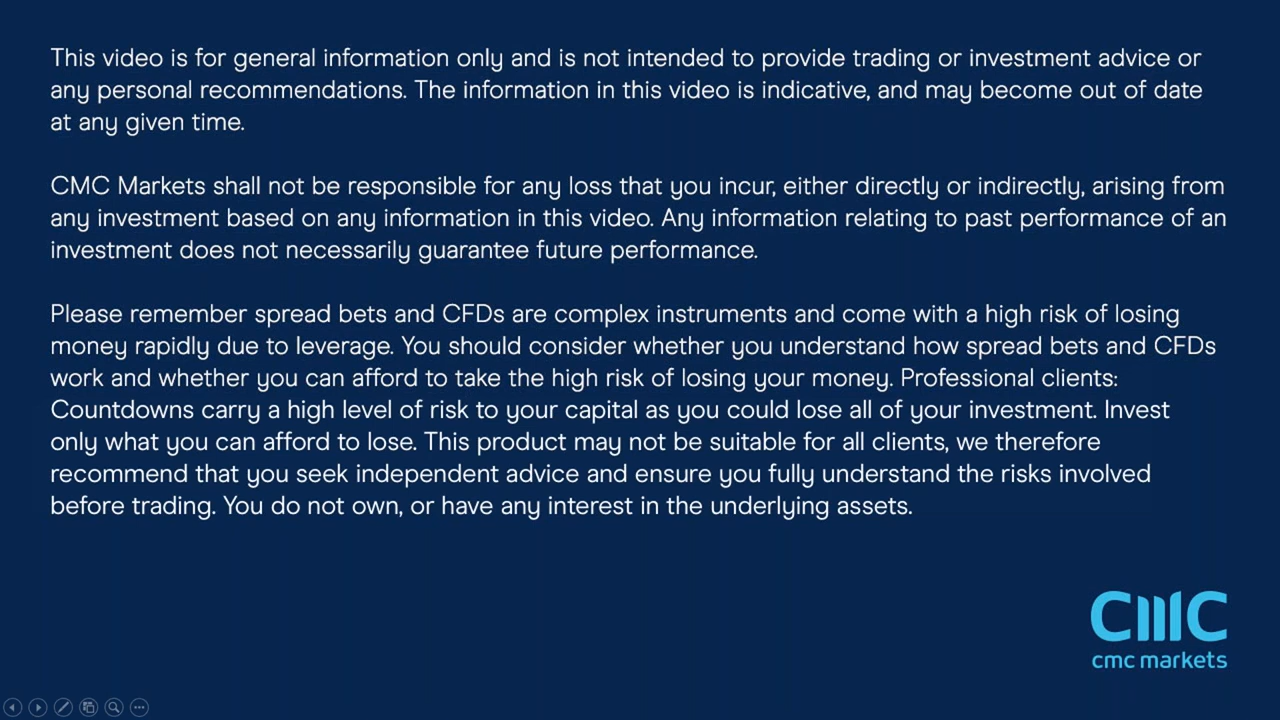 This video is for general information only and is not intended to provide trading or investment advice or
any personal recommendations. The information in this video is indicative, and may become out of date
at any given time.
CMC Markets shall not be responsible for any loss that you incur, either directly or indirectly, arising from
any investment based on any information in this video. Any information relating to past performance of an
investment does not necessarily guarantee future performance.
Please remember spread bets and CFDs are complex instruments and come with a high risk of losing
money rapidly due to leverage. You should consider whether you understand how spread bets and CFDs
work and whether you can afford to take the high risk of losing your money. Professional clients:
Countdowns carry a high level of risk to your capital as you could lose all of your investment. Invest
only what you can afford to lose. This product may not be suitable for all clients, we therefore
recommend that you seek independent advice and ensure you fully understand the risks involved
before trading. You do not own, or have any interest in the underlying assets.
CMC
cmc markets